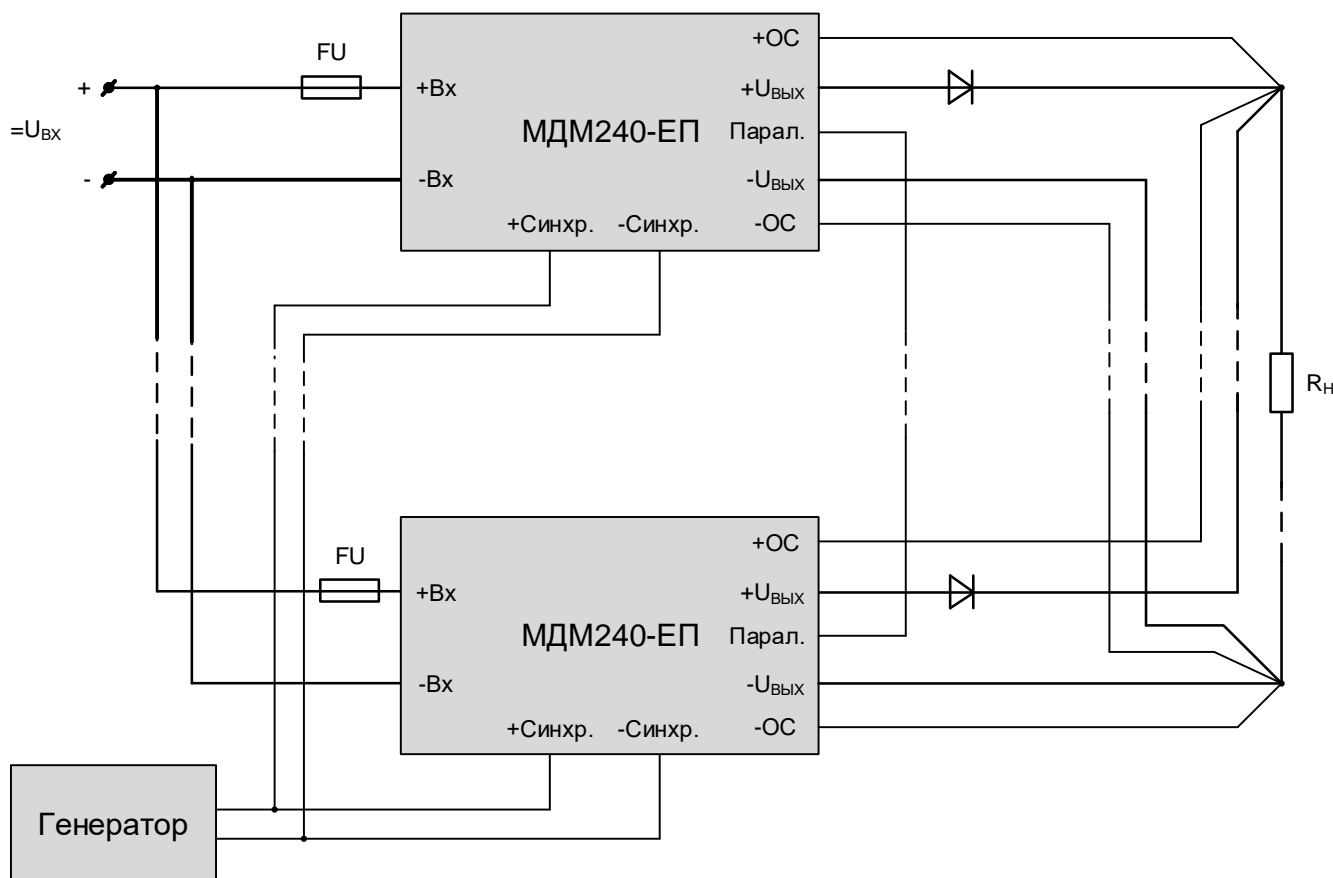 FU
+ОС
+
+Вх
+UВЫХ
=UВХ
МДМ240-ЕП
Парал.
-
-Вх
-UВЫХ
+Синхр.
-Синхр.
-ОС
RН
FU
+ОС
+Вх
+UВЫХ
МДМ240-ЕП
Парал.
-Вх
-UВЫХ
+Синхр.
-Синхр.
-ОС
Генератор